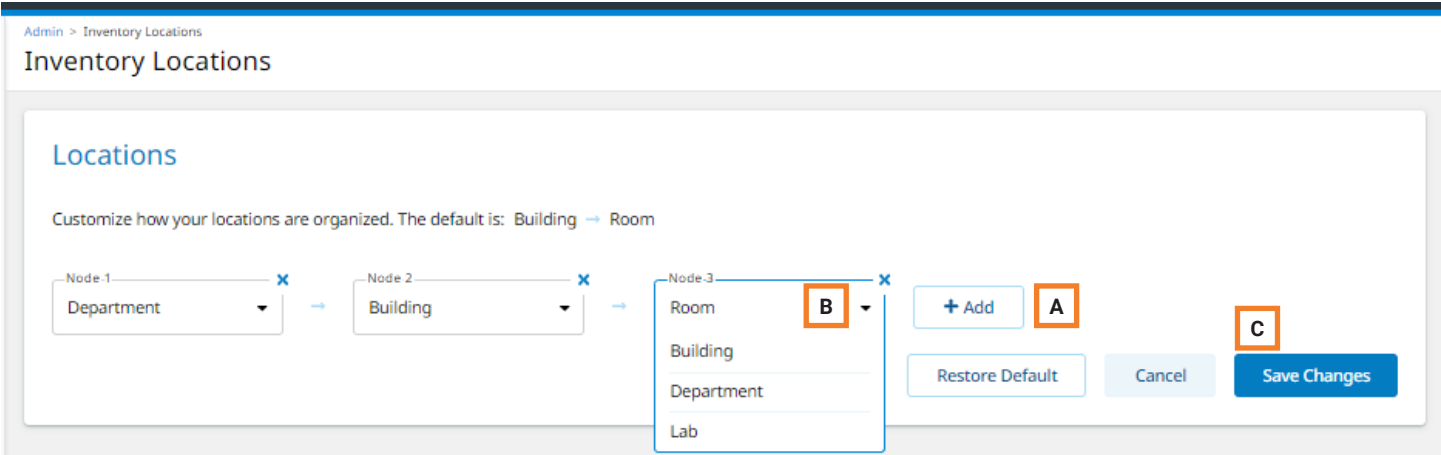 Admin > Inventory Locations
Inventory Locations
Locations
Customize how your locations are organized. The default is: Building → Room
Node 1
Department
→
Node 2
Building
→
Node 3
Room
B
Building
Department
Lab
+ Add
A
C
Restore Default
Cancel
Save Changes